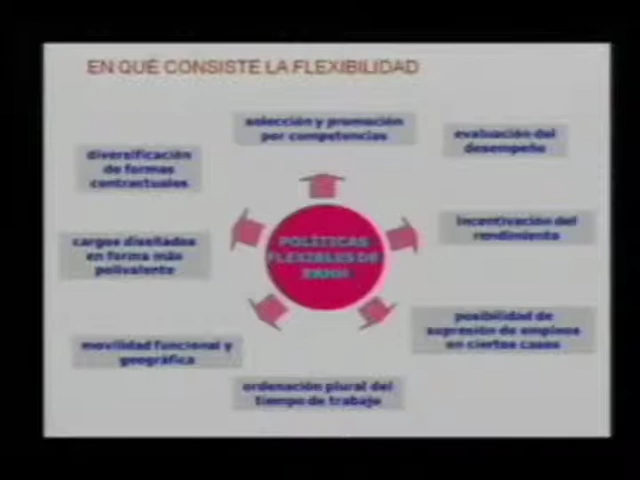 EN QUÉ CONSISTE LA FLEXIBILIDAD
selección y promoción
por competencias
evaluación del
desempeño
diversificación
de formas
contractuales
incentivación del
rendimiento
cargos diseñados
en forma más
polivalente
POLÍTICAS
FLEXIBLES DE
RRHH
posibilidad de
supresión de empleos
en ciertos casos
movilidad funcional y
geográfica
ordenación plural del
tiempo de trabajo